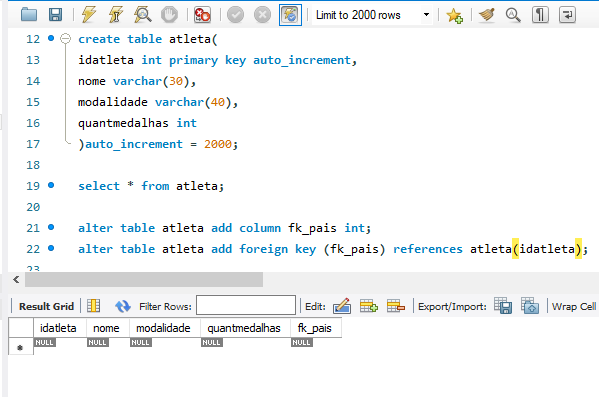 Limit to 2000 rows
12 create table atleta(
13 idatleta int primary key auto_increment,
14 nome varchar(30),
15 modalidade varchar(40),
16 quantmedalhas int
17 )auto_increment = 2000;
18
19 select * from atleta;
20
21 alter table atleta add column fk_pais int;
22 alter table atleta add foreign key (fk_pais) references atleta(idatleta);
23
Result Grid Filter Rows: Edit: Export/Import: Wrap Cell
idatleta nome modalidade quantmedalhas fk_pais
* NULL NULL NULL NULL NULL